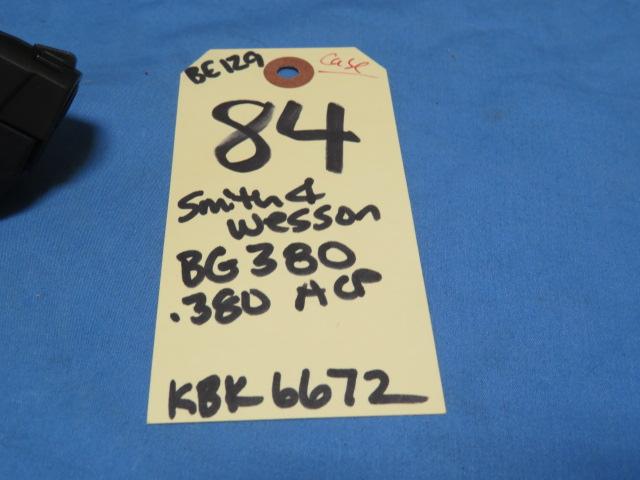 BE129
Case
84
Smith &
Wesson
BG380
.380 ACP
KBK6672